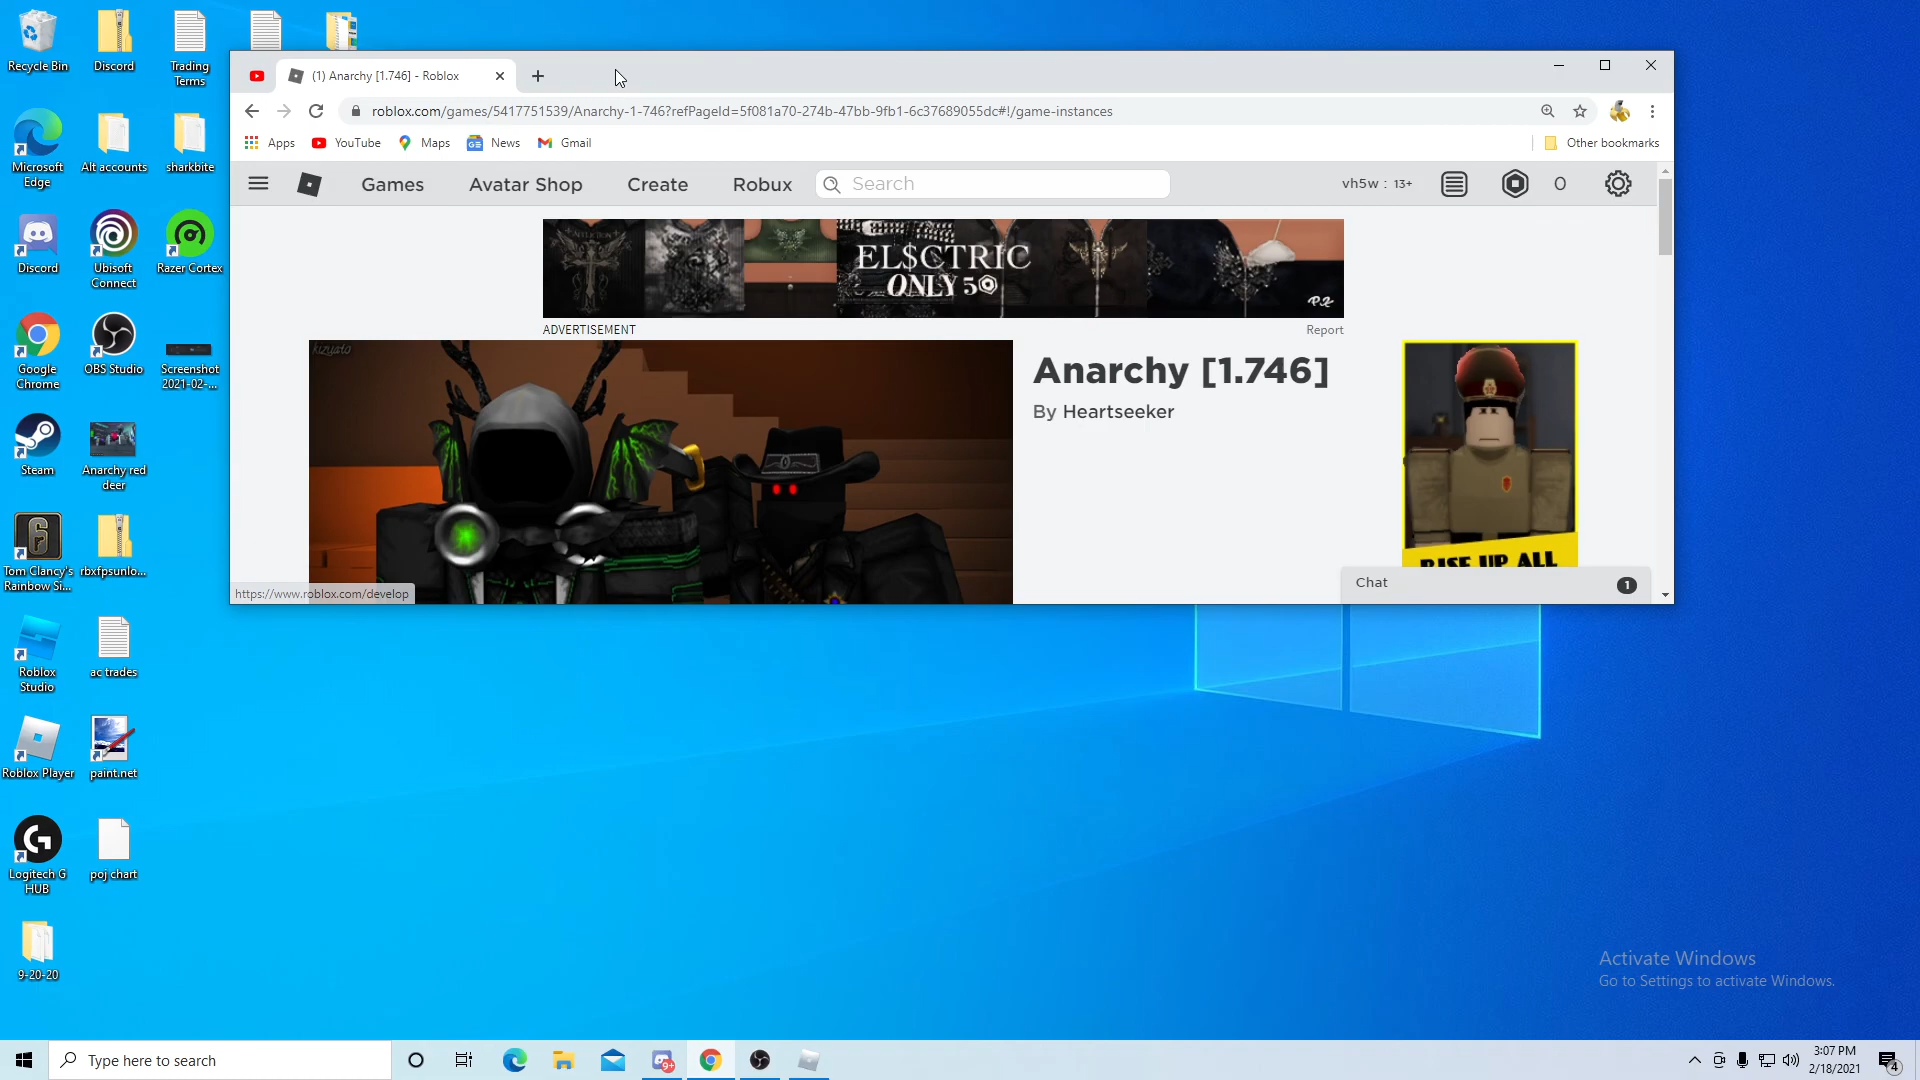 Recycle Bin
Discord
Trading
Terms
Microsoft
Edge
Alt accounts
sharkbite
Discord
Ubisoft
Connect
Razer Cortex
Google
Chrome
OBS Studio
Screenshot
2021-02-...
Steam
Anarchy red
deer
Tom Clancy's
Rainbow Si...
rbxfpsunlo...
Roblox
Studio
ac trades
Roblox Player
paint.net
Logitech G
HUB
poj chart
9-20-20
(1) Anarchy [1.746] - Roblox
roblox.com/games/5417751539/Anarchy-1-746?refPageId=5f081a70-274b-47bb-9fb1-6c37689055dc#!/game-instances
Apps
YouTube
Maps
News
Gmail
Other bookmarks
Games
Avatar Shop
Create
Robux
Search
vh5w : 13+
0
EL$CTRIC
ONLY 5
P.2
ADVERTISEMENT
Report
kizyato
Anarchy [1.746]
By Heartseeker
RISE UP ALL
Chat
1
https://www.roblox.com/develop
Activate Windows
Go to Settings to activate Windows.
Type here to search
9+
3:07 PM
2/18/2021
4